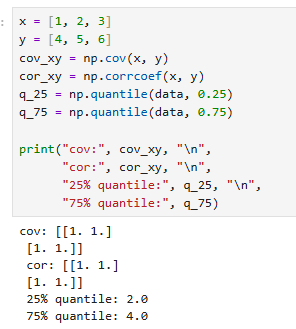 :
x = [1, 2, 3]
y = [4, 5, 6]
cov_xy = np.cov(x, y)
cor_xy = np.corrcoef(x, y)
q_25 = np.quantile(data, 0.25)
q_75 = np.quantile(data, 0.75)
print("cov:", cov_xy, "\n",
"cor:", cor_xy, "\n",
"25% quantile:", q_25, "\n",
"75% quantile:", q_75)
cov: [[1. 1.]
[1. 1.]]
cor: [[1. 1.]
[1. 1.]]
25% quantile: 2.0
75% quantile: 4.0